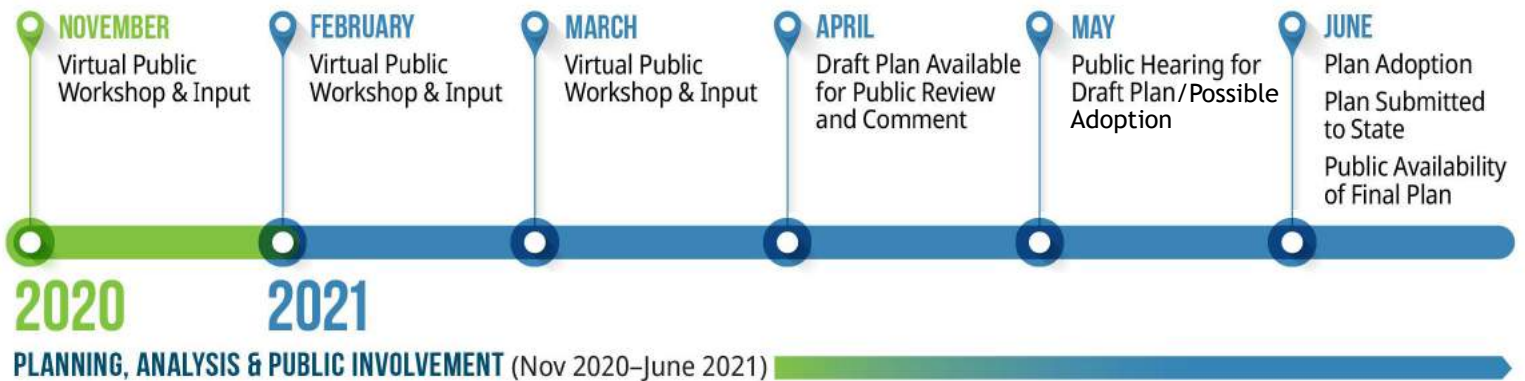 NOVEMBER
Virtual Public
Workshop & Input
FEBRUARY
Virtual Public
Workshop & Input
MARCH
Virtual Public
Workshop & Input
APRIL
Draft Plan Available
for Public Review
and Comment
MAY
Public Hearing for
Draft Plan/Possible
Adoption
JUNE
Plan Adoption
Plan Submitted
to State
Public Availability
of Final Plan
2020
2021
PLANNING, ANALYSIS & PUBLIC INVOLVEMENT (Nov 2020–June 2021)